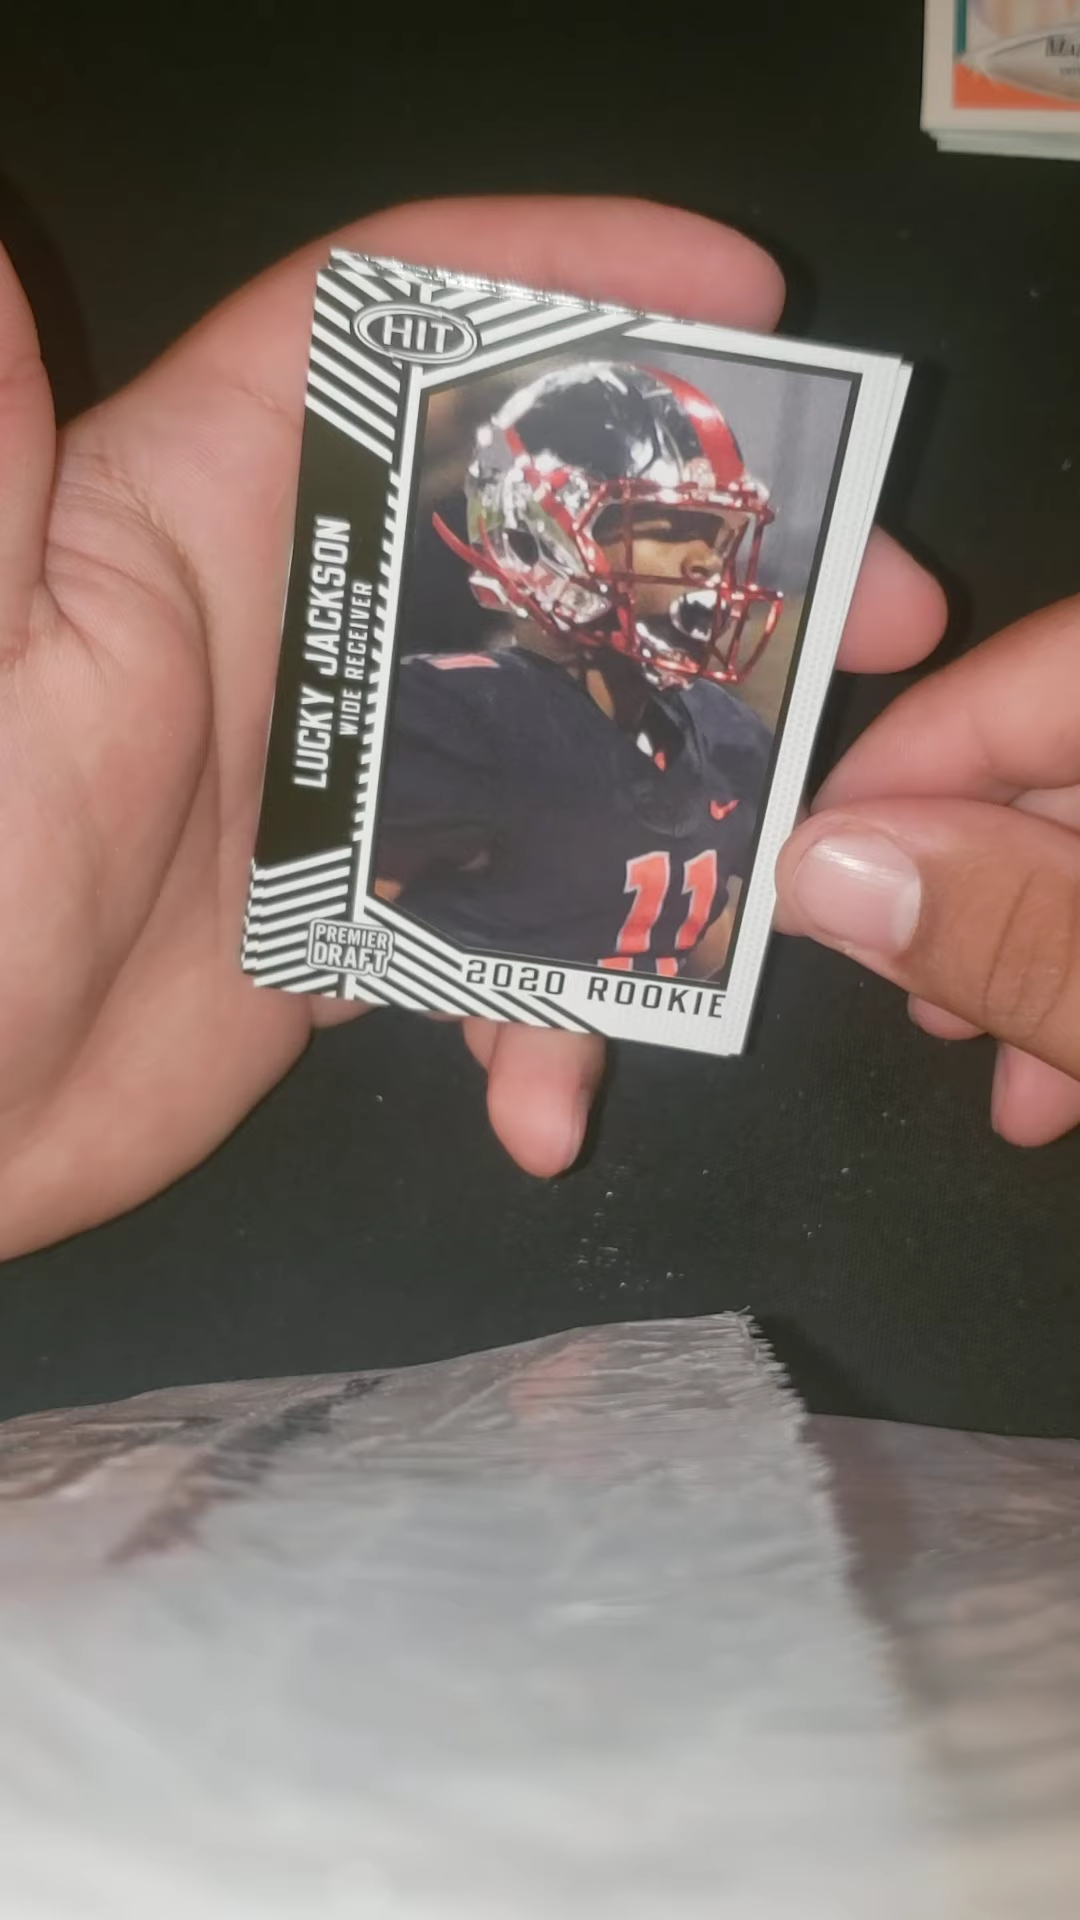 HIT
LUCKY JACKSON
WIDE RECEIVER
11
PREMIER
DRAFT
2020 ROOKIE